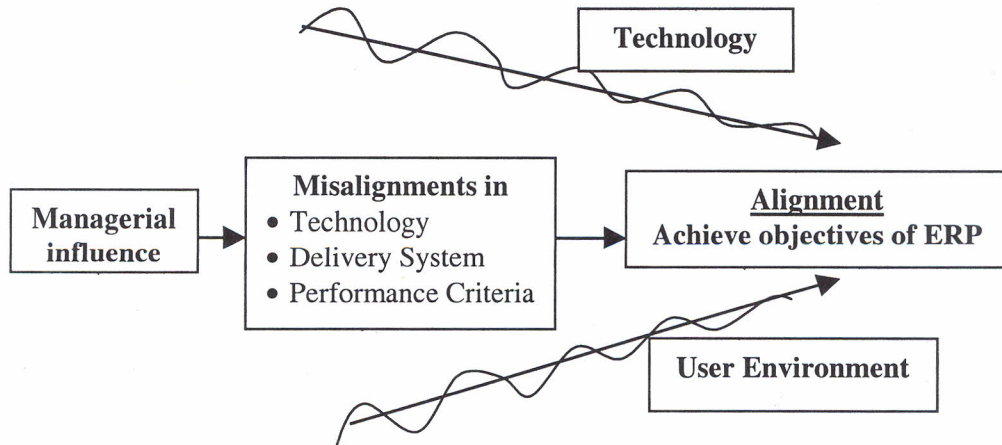 Technology
Managerial
influence
Misalignments in
• Technology
• Delivery System
• Performance Criteria
Alignment
Achieve objectives of ERP
User Environment